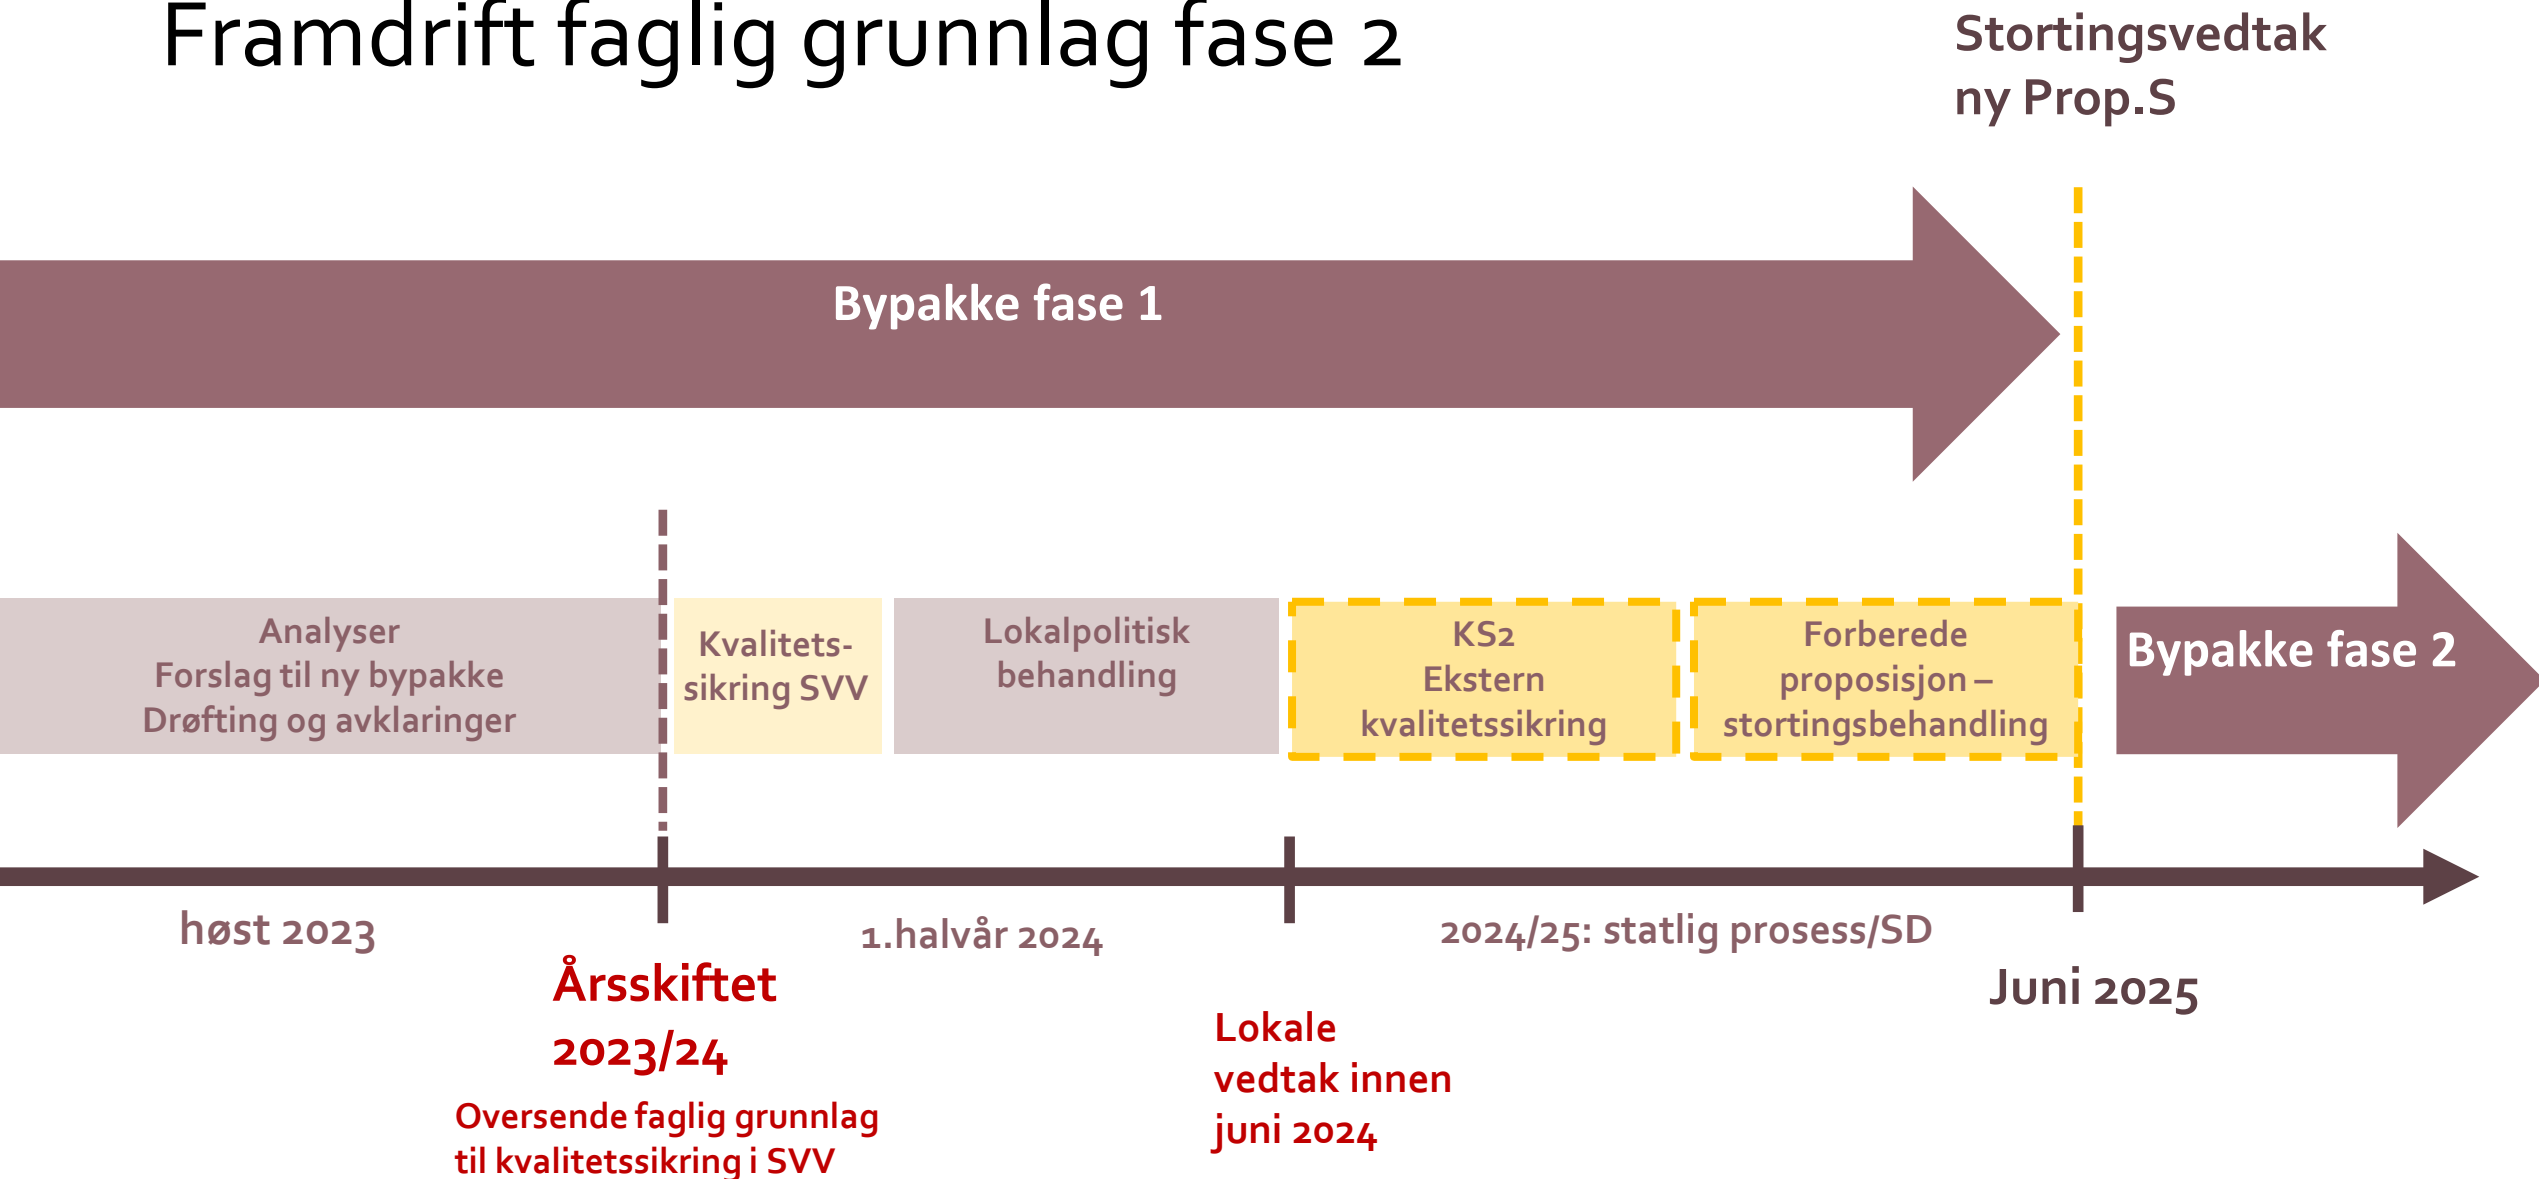 Framdrift faglig grunnlag fase 2
Stortingsvedtak
ny Prop.S
Bypakke fase 1
Analyser
Forslag til ny bypakke
Drøfting og avklaringer
Kvalitets-
sikring SVV
Lokalpolitisk
behandling
KS2
Ekstern
kvalitetssikring
Forberede
proposisjon –
stortingsbehandling
Bypakke fase 2
høst 2023
1.halvår 2024
2024/25: statlig prosess/SD
Årsskiftet
2023/24
Oversende faglig grunnlag
til kvalitetssikring i SVV
Lokale
vedtak innen
juni 2024
Juni 2025